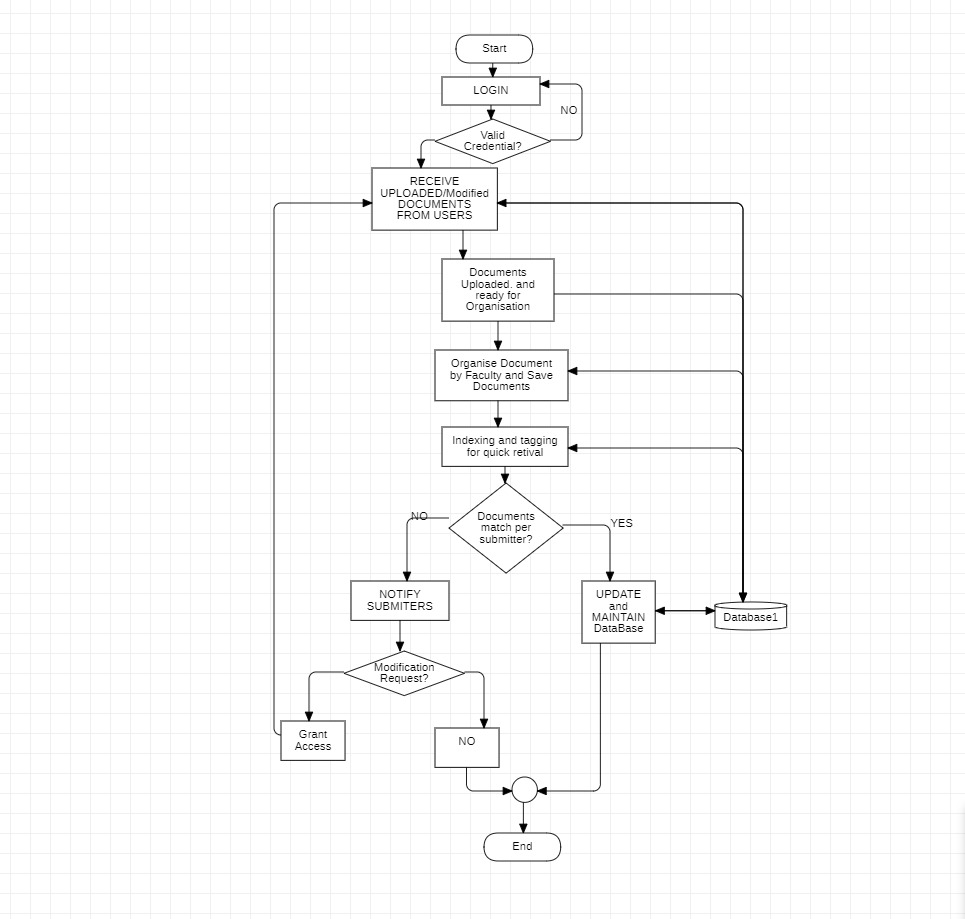 Start
LOGIN
NO
Valid
Credential?
RECEIVE
UPLOADED/Modified
DOCUMENTS
FROM USERS
Documents
Uploaded. and
ready for
Organisation
Organise Document
by Faculty and Save
Documents
Indexing and tagging
for quick retival
NO
Documents
match per
submitter?
YES
NOTIFY
SUBMITERS
UPDATE
and
MAINTAIN
DataBase
Database1
Modification
Request?
Grant
Access
NO
End